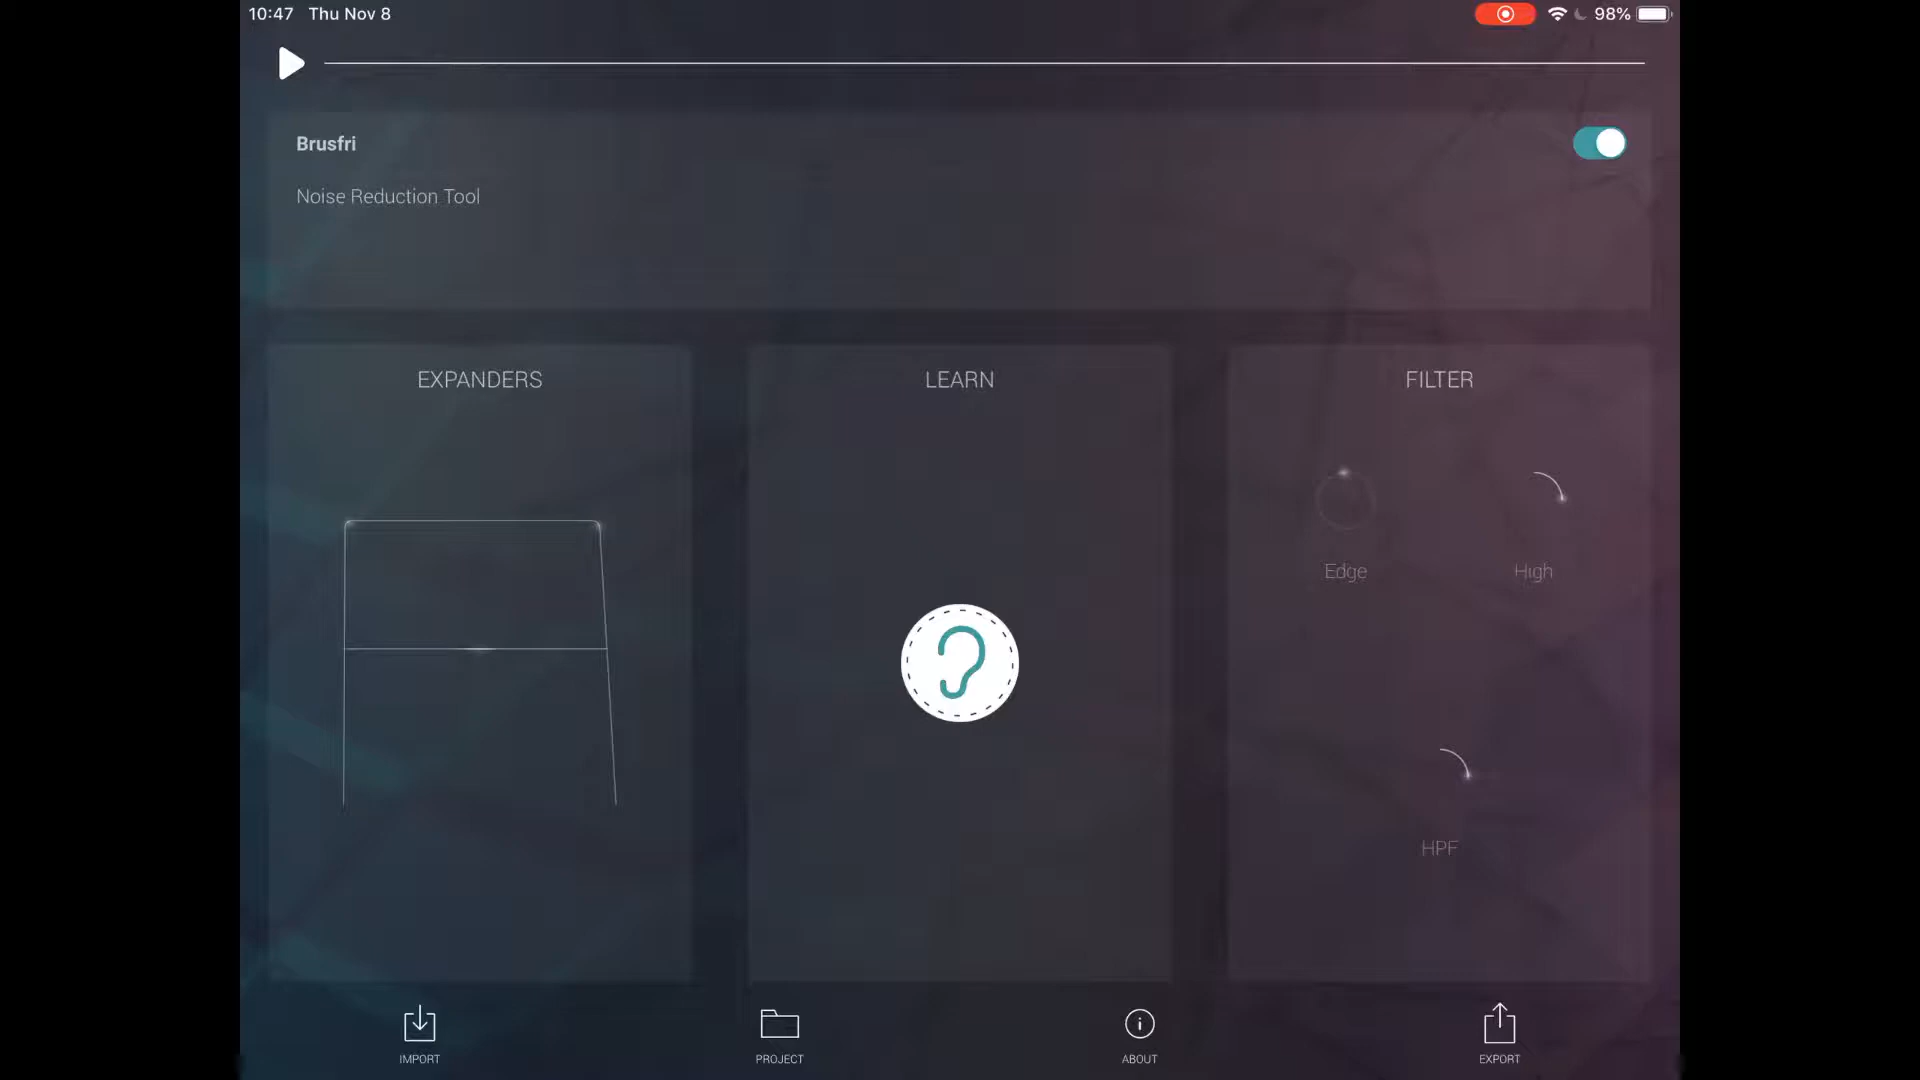 10:47 Thu Nov 8 98%
Brusfri
Noise Reduction Tool
EXPANDERS
LEARN
FILTER
Edge
High
HPF
IMPORT
PROJECT
ABOUT
EXPORT